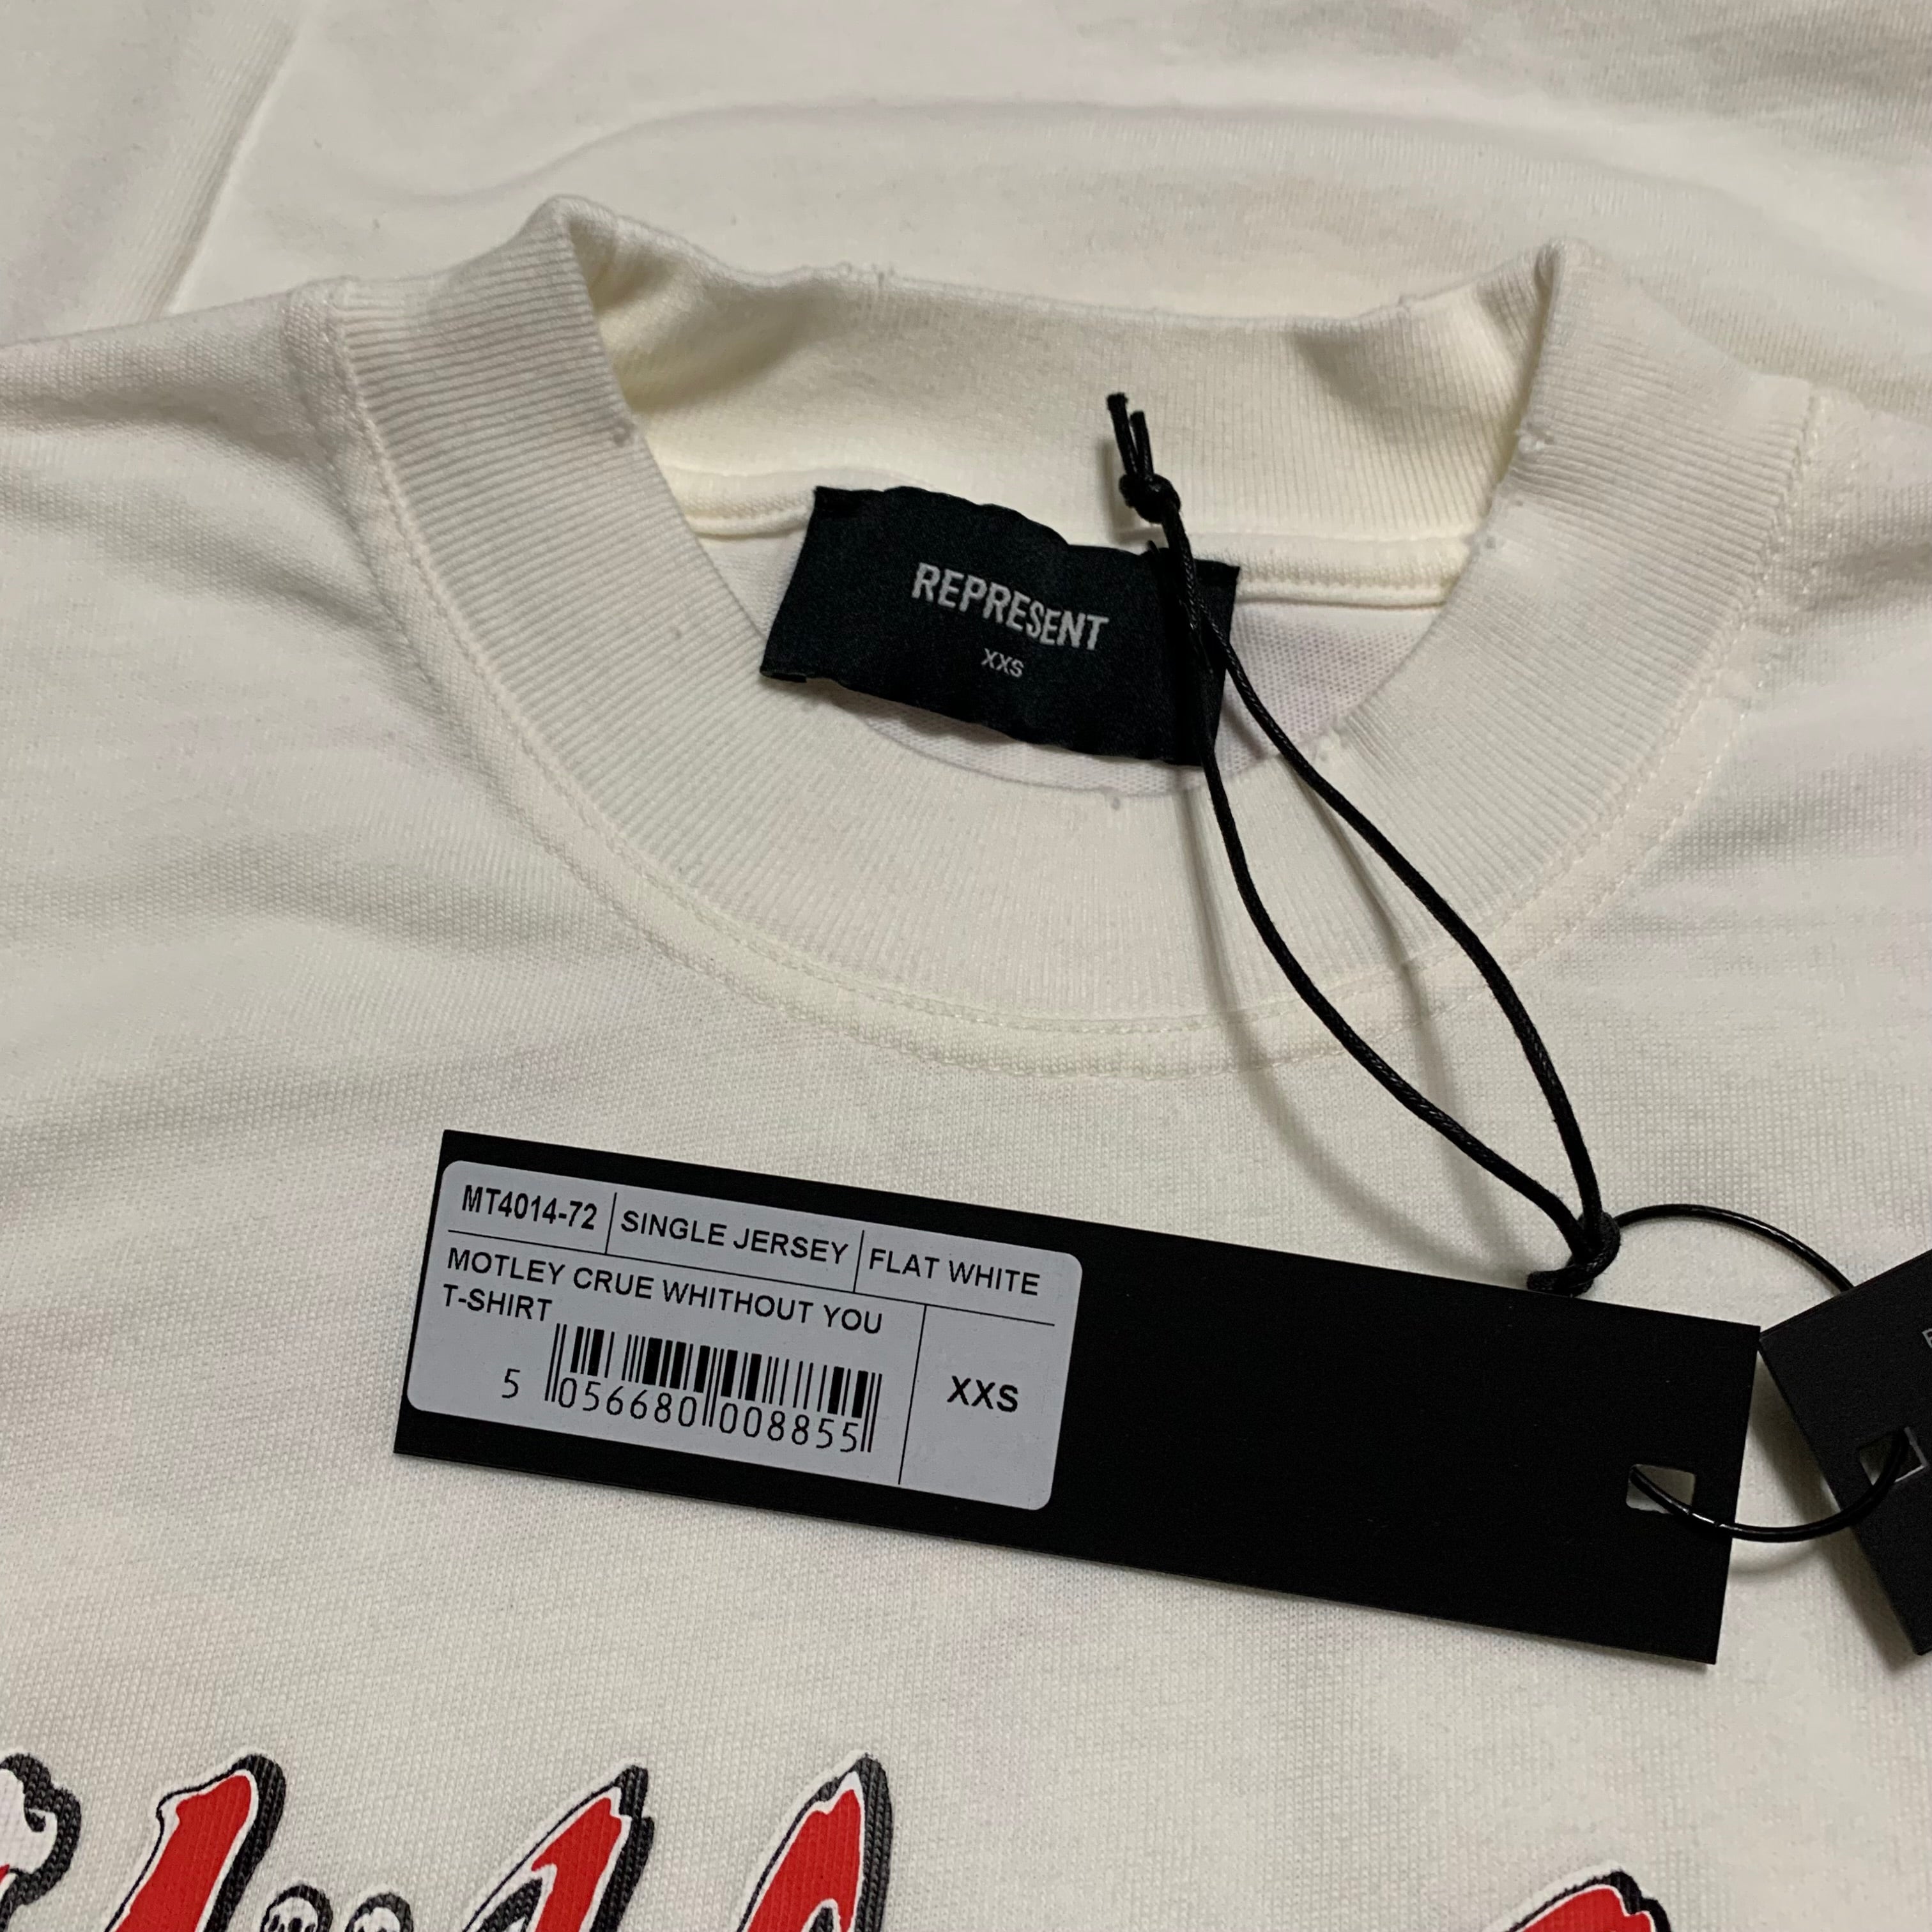 REPRESENT
XXS
MT4014-72 SINGLE JERSEY FLAT WHITE
MOTLEY CRUE WHITHOUT YOU
T-SHIRT
5 056680 008855
XXS